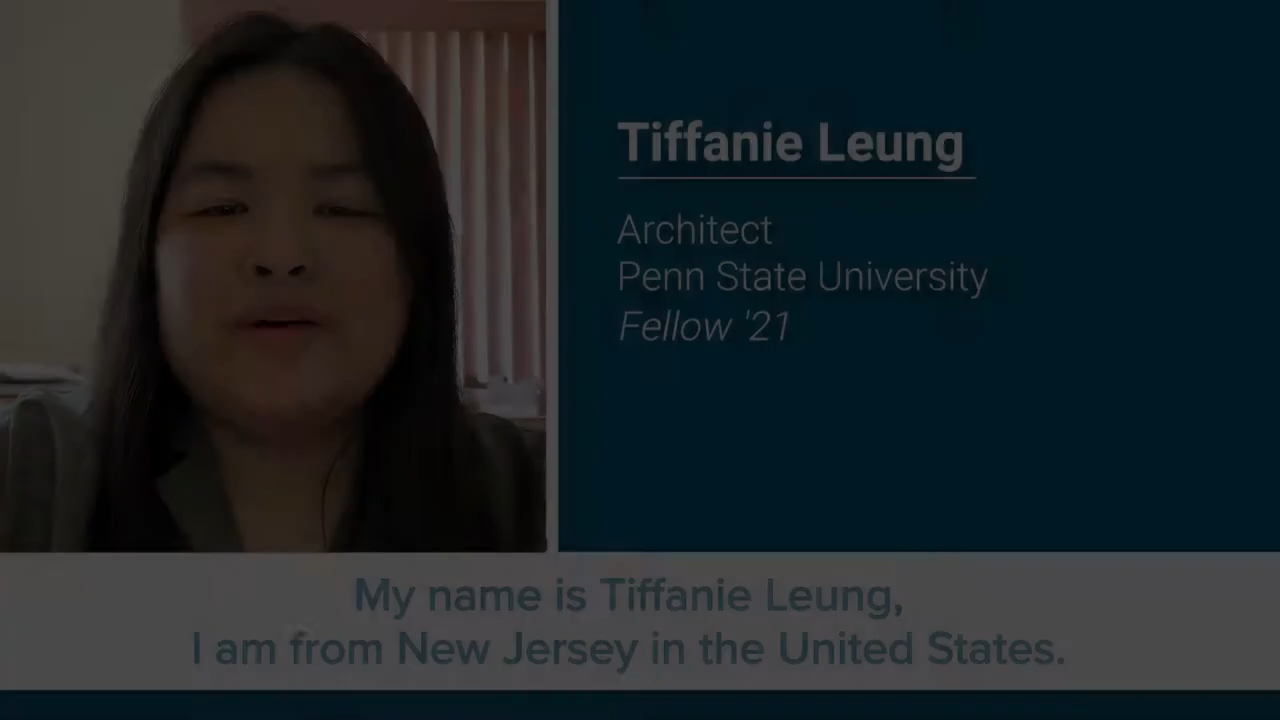 Tiffanie Leung
Architect
Penn State University
Fellow '21
My name is Tiffanie Leung,
I am from New Jersey in the United States.